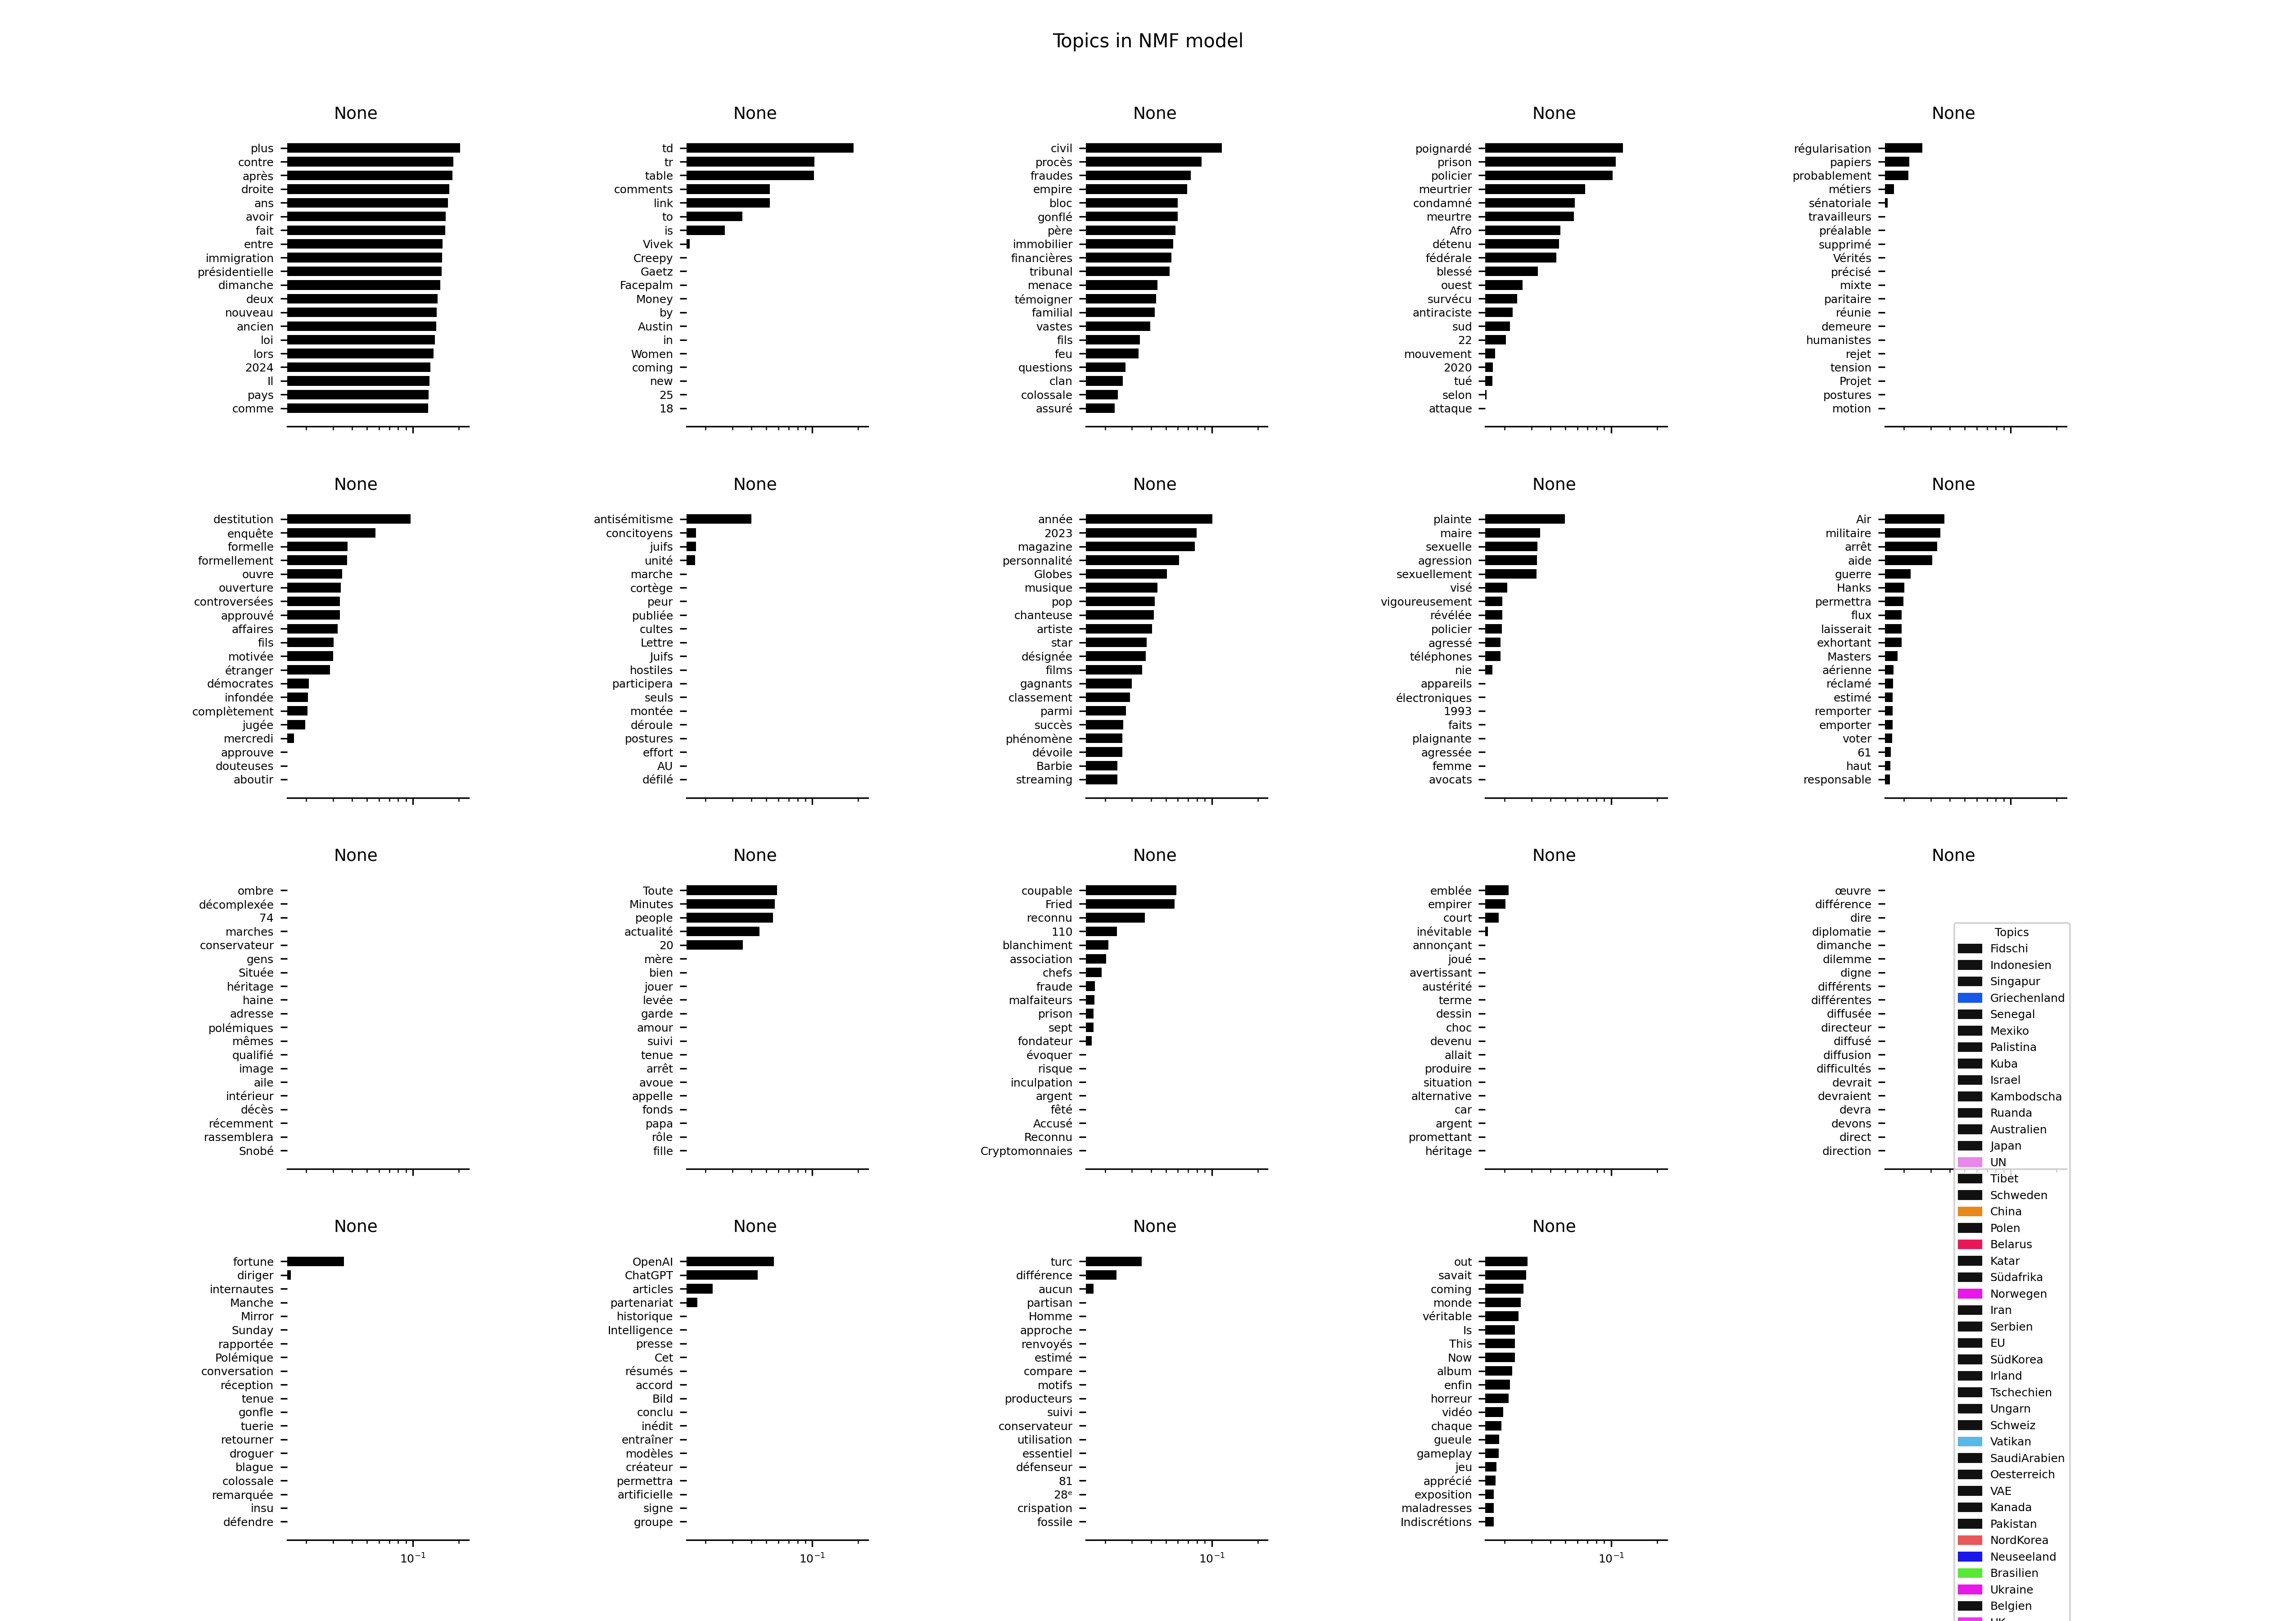 Topics in NMF model
None
plus
contre
après
droite
ans
avoir
fait
entre
immigration
présidentielle
dimanche
deux
nouveau
ancien
loi
lors
2024
Il
pays
comme
None
td
tr
table
comments
link
to
is
Vivek
Creepy
Gaetz
Facepalm
Money
by
Austin
in
Women
coming
new
25
18
None
civil
procès
fraudes
empire
bloc
gonflé
père
immobilier
financières
tribunal
menace
témoigner
familial
vastes
fils
feu
questions
clan
colossale
assuré
None
poignardé
prison
policier
meurtrier
condamné
meurtre
Afro
détenu
fédérale
blessé
ouest
survécu
antiraciste
sud
22
mouvement
2020
tué
selon
attaque
None
régularisation
papiers
probablement
métiers
sénatoriale
travailleurs
préalable
supprimé
Vérités
précisé
mixte
paritaire
réunie
demeure
humanistes
rejet
tension
Projet
postures
motion
None
destitution
enquête
formelle
formellement
ouvre
ouverture
controversées
approuvé
affaires
fils
motivée
étranger
démocrates
infondée
complètement
jugée
mercredi
approuve
douteuses
aboutir
None
antisémitisme
concitoyens
juifs
unité
marche
cortège
peur
publiée
cultes
Lettre
Juifs
hostiles
participera
seuls
montée
déroule
postures
effort
AU
défilé
None
année
2023
magazine
personnalité
Globes
musique
pop
chanteuse
artiste
star
désignée
films
gagnants
classement
parmi
succès
phénomène
dévoile
Barbie
streaming
None
plainte
maire
sexuelle
agression
sexuellement
visé
vigoureusement
révélée
policier
agressé
téléphones
nie
appareils
électroniques
1993
faits
plaignante
agressée
femme
avocats
None
Air
militaire
arrêt
aide
guerre
Hanks
permettra
flux
laisserait
exhortant
Masters
aérienne
réclamé
estimé
remporter
emporter
voter
61
haut
responsable
None
ombre
décomplexée
74
marches
conservateur
gens
Située
héritage
haine
adresse
polémiques
mêmes
qualifié
image
aile
intérieur
décès
récemment
rassemblera
Snobé
None
Toute
Minutes
people
actualité
20
mère
bien
jouer
levée
garde
amour
suivi
tenue
arrêt
avoue
appelle
fonds
papa
rôle
fille
None
coupable
Fried
reconnu
110
blanchiment
association
chefs
fraude
malfaiteurs
prison
sept
fondateur
évoquer
risque
inculpation
argent
fêté
Accusé
Reconnu
Cryptomonnaies
None
emblée
empirer
court
inévitable
annonçant
joué
avertissant
austérité
terme
dessin
choc
devenu
allait
produire
situation
alternative
car
argent
promettant
héritage
None
œuvre
différence
dire
diplomatie
dimanche
dilemme
digne
différents
différentes
diffusée
directeur
diffusé
diffusion
difficultés
devrait
devraient
devra
devons
direct
direction
None
fortune
diriger
internautes
Manche
Mirror
Sunday
rapportée
Polémique
conversation
réception
tenue
gonfle
tuerie
retourner
droguer
blague
colossale
remarquée
insu
défendre
10⁻¹
None
OpenAI
ChatGPT
articles
partenariat
historique
Intelligence
presse
Cet
résumés
accord
Bild
conclu
inédit
entraîner
modèles
créateur
permettra
artificielle
signe
groupe
10⁻¹
None
turc
différence
aucun
partisan
Homme
approche
renvoyés
estimé
compare
motifs
producteurs
suivi
conservateur
utilisation
essentiel
défenseur
81
28ᵉ
crispation
fossile
10⁻¹
None
out
savait
coming
monde
véritable
Is
This
Now
album
enfin
horreur
vidéo
chaque
gueule
gameplay
jeu
apprécié
exposition
maladresses
Indiscrétions
10⁻¹
Topics
Fidschi
Indonesien
Singapur
Griechenland
Senegal
Mexiko
Palistina
Kuba
Israel
Kambodscha
Ruanda
Australien
Japan
UN
Tibet
Schweden
China
Polen
Belarus
Katar
Südafrika
Norwegen
Iran
Serbien
EU
SüdKorea
Irland
Tschechien
Ungarn
Schweiz
Vatikan
SaudiArabien
Oesterreich
VAE
Kanada
Pakistan
NordKorea
Neuseeland
Brasilien
Ukraine
Belgien